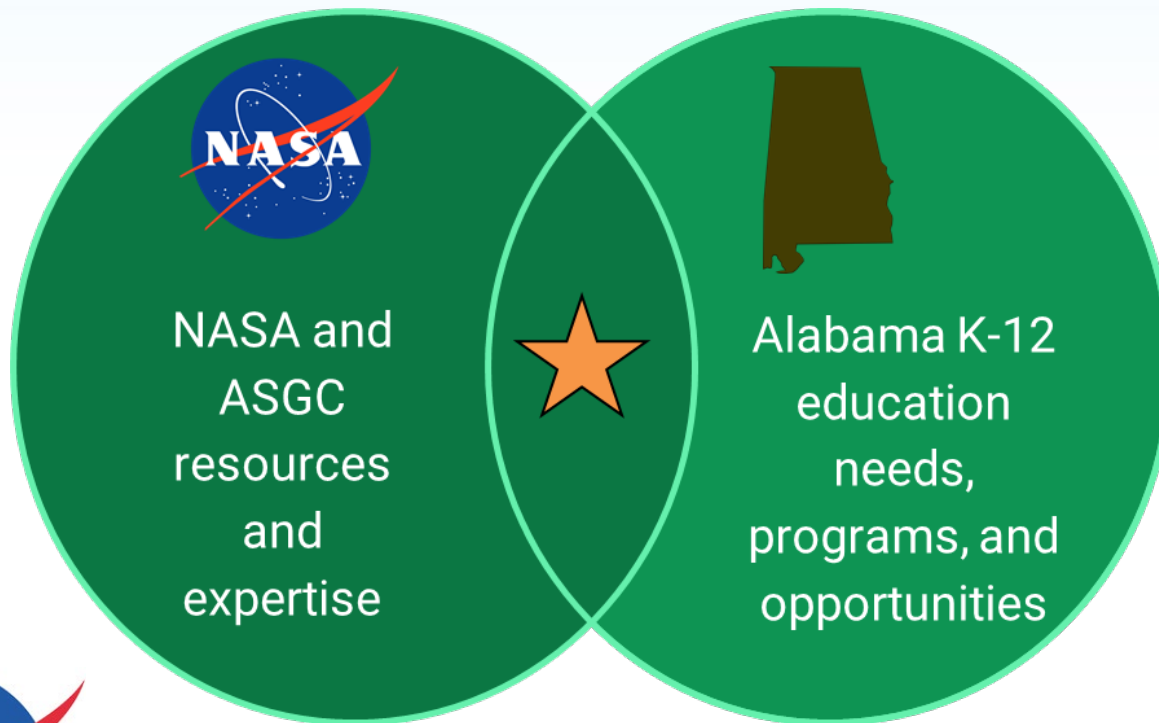 NASA
NASA and
ASGC
resources
and
expertise
Alabama K-12
education
needs,
programs, and
opportunities